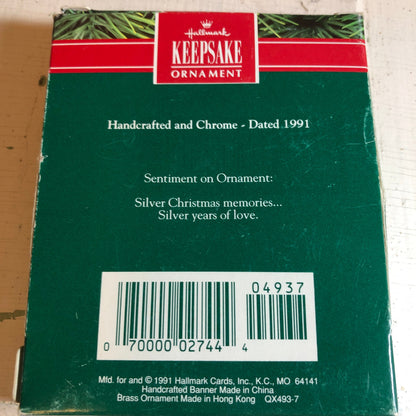 Hallmark
KEEPSAKE
ORNAMENT
Handcrafted and Chrome - Dated 1991
Sentiment on Ornament:
Silver Christmas memories...
Silver years of love.
04937
0 70000 02744 4
Mfd. for and © 1991 Hallmark Cards, Inc., K.C., MO 64141
Handcrafted Banner Made in China
Brass Ornament Made in Hong Kong QX493-7